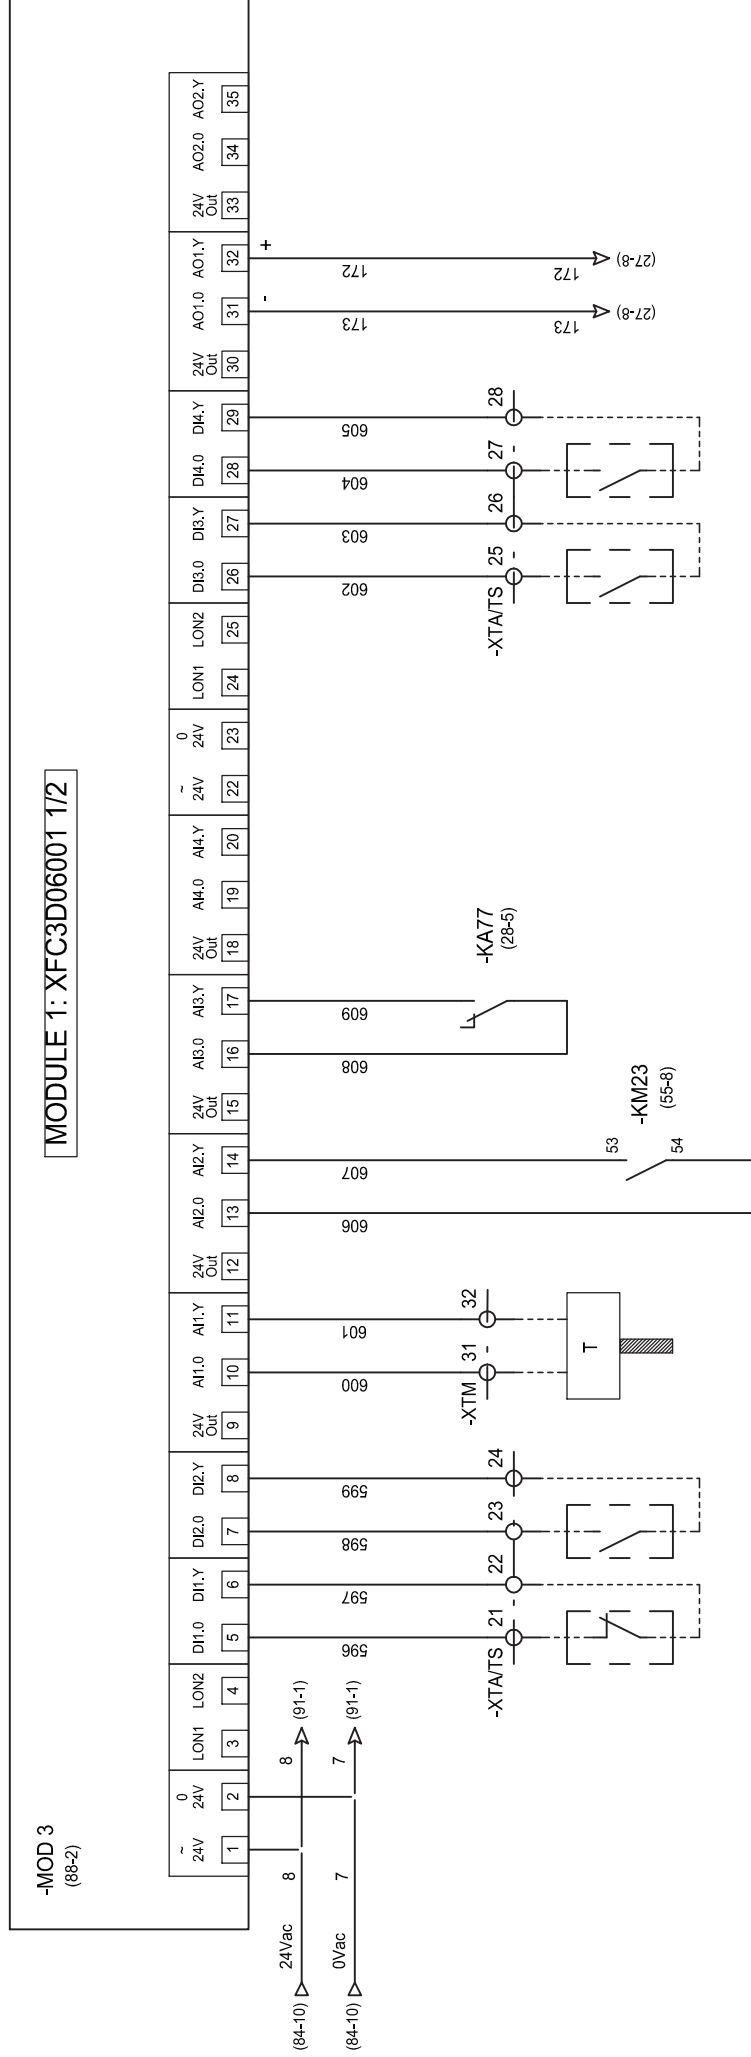 -MOD 3
(88-2)
MODULE 1: XFC3D06001 1/2
~ 24V
0 24V
LON1
LON2
DI1.0
DI1.Y
DI2.0
DI2.Y
24V Out
AI1.0
AI1.Y
24V Out
AI2.0
AI2.Y
24V Out
AI3.0
AI3.Y
24V Out
AI4.0
AI4.Y
~ 24V
0 24V
LON1
LON2
DI3.0
DI3.Y
DI4.0
DI4.Y
24V Out
AO1.0
AO1.Y
24V Out
AO2.0
AO2.Y
1 2 3 4 5 6 7 8 9 10 11 12 13 14 15 16 17 18 19 20 22 23 24 25 26 27 28 29 30 31 32 33 34 35
- +
(84-10) 24Vac 8 8 (91-1)
(84-10) 0Vac 7 7 (91-1)
596 597 598 599 600 601 606 607 608 609 602 603 604 605 173 172
-XTA/TS 21 - 22 23 24
-XTM 31 - 32
T
-KM23
(55-8)
53 54
-KA77
(28-5)
-XTA/TS 25 - 26 27 - 28
173 172
(27-8) (27-8)